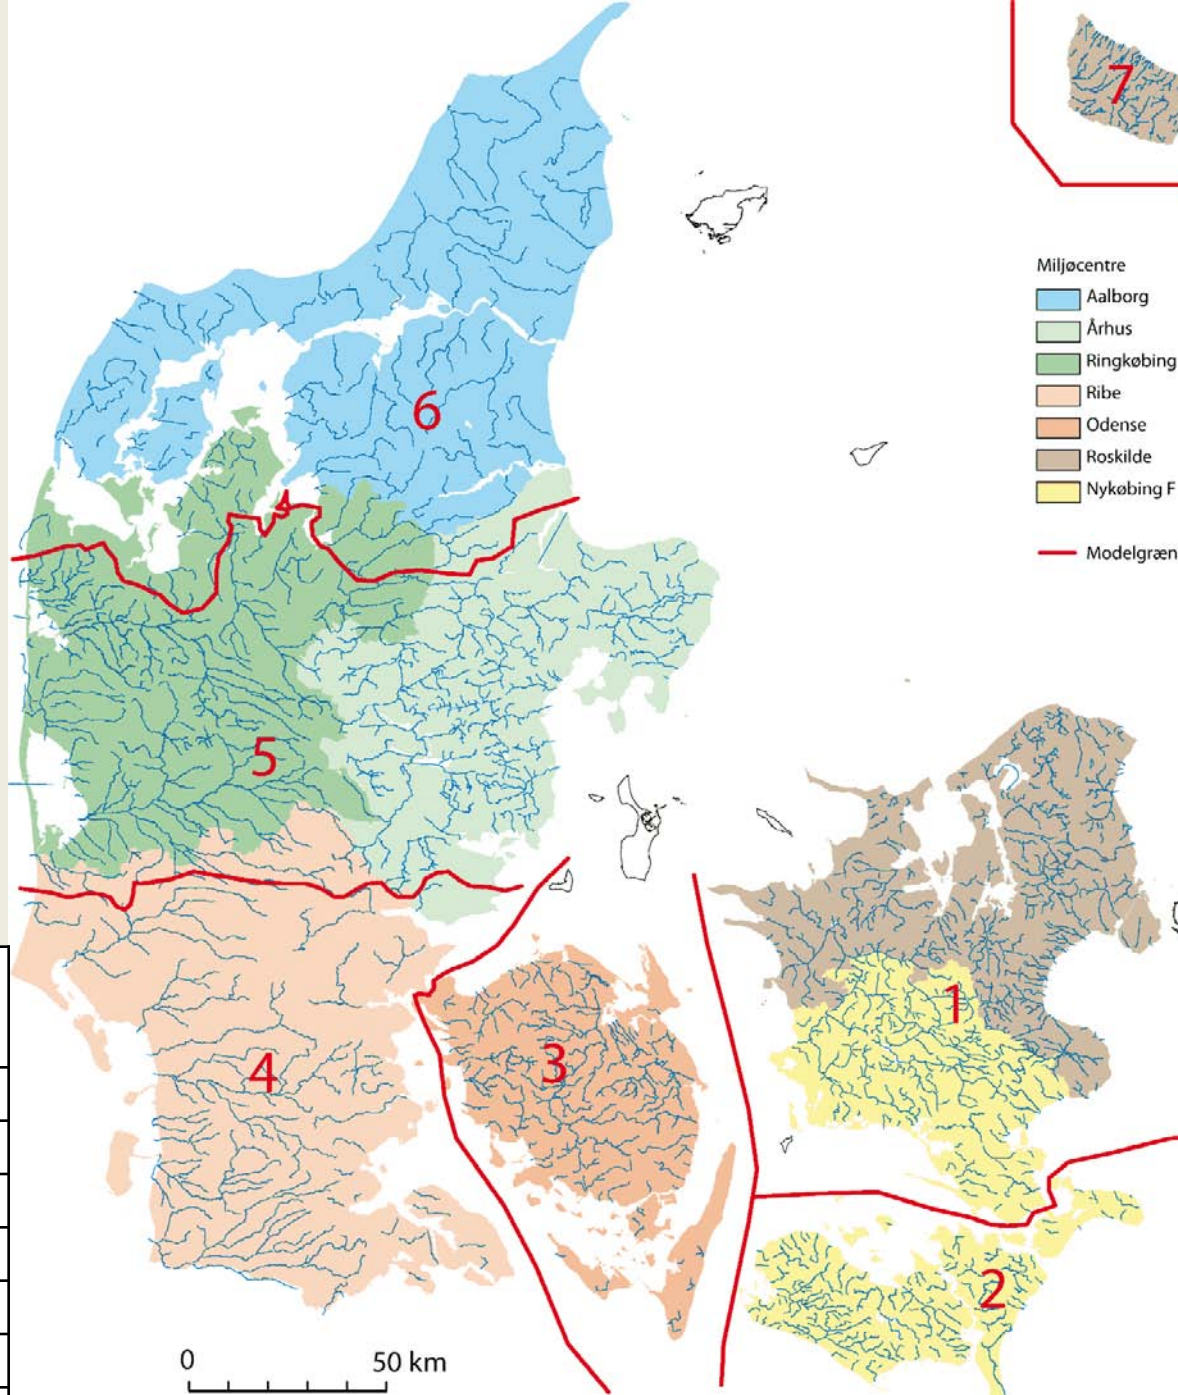 7
Miljøcentre
Aalborg
Århus
Ringkøbing
Ribe
Odense
Roskilde
Nykøbing F
Modelgræn
6
5
1
3
4
2
0 50 km